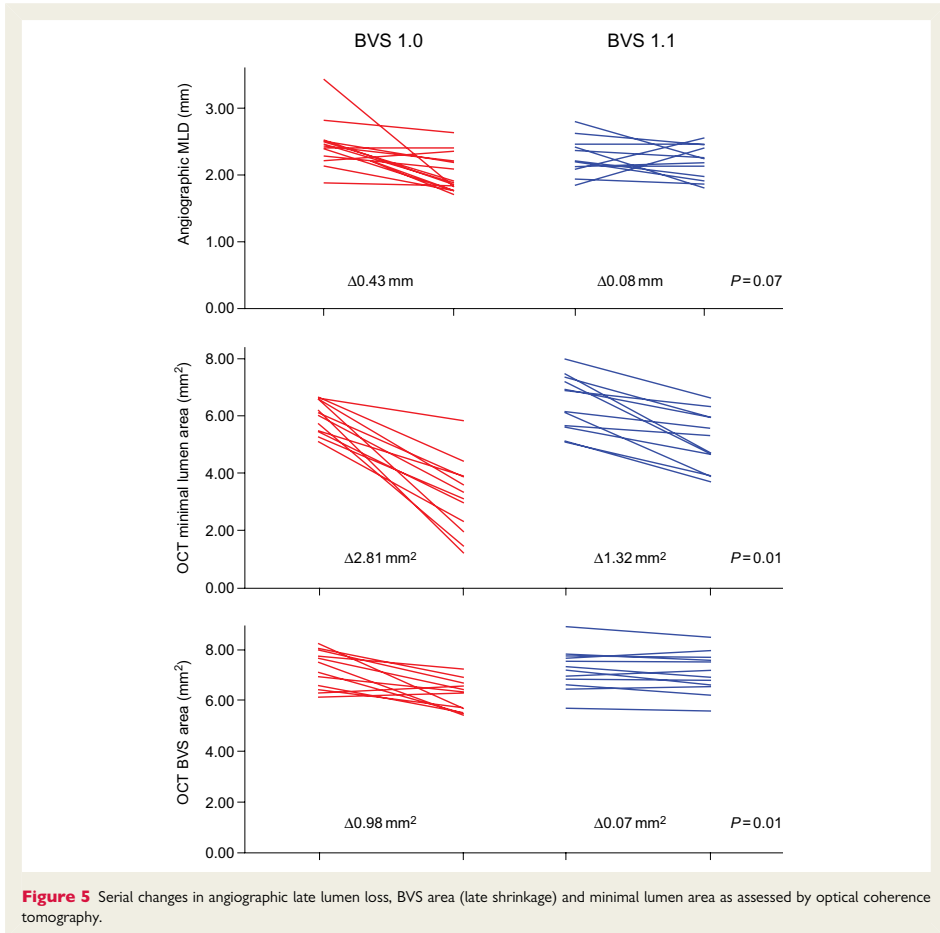 BVS 1.0 BVS 1.1
Angiographic MLD (mm)
3.00
2.00
1.00
0.00
Δ0.43 mm Δ0.08 mm P=0.07
OCT minimal lumen area (mm²)
8.00
6.00
4.00
2.00
0.00
Δ2.81 mm² Δ1.32 mm² P=0.01
OCT BVS area (mm²)
8.00
6.00
4.00
2.00
0.00
Δ0.98 mm² Δ0.07 mm² P=0.01
Figure 5 Serial changes in angiographic late lumen loss, BVS area (late shrinkage) and minimal lumen area as assessed by optical coherence
tomography.